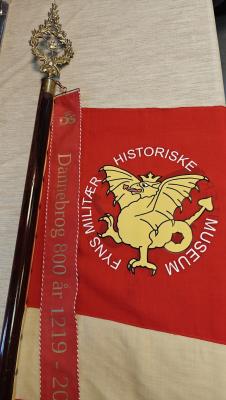 FYNS MILITÆR HISTORISKE MUSEUM
Dannebrog 800 år 1219 - 20